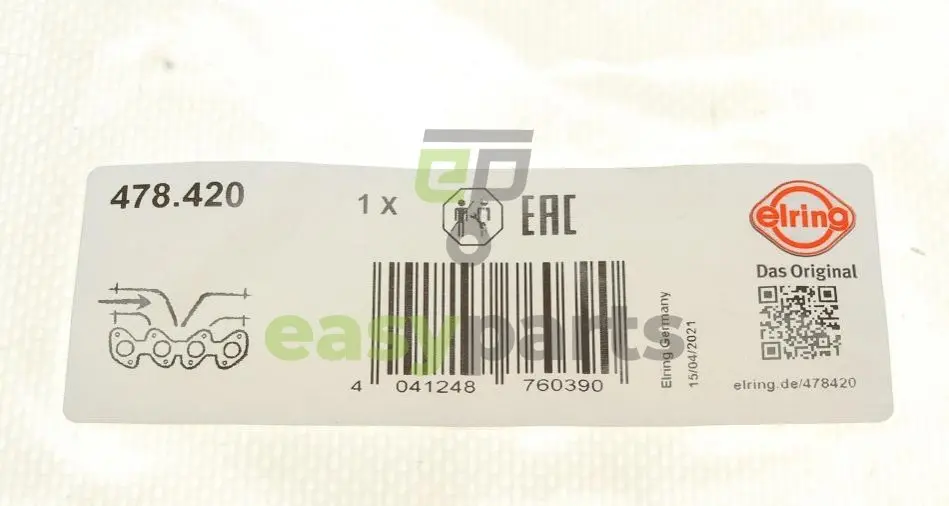 478.420
1 X
EAC
elring
Das Original
easyparts
4 041248 760390
Elring Germany
15/04/2021
elring.de/478420